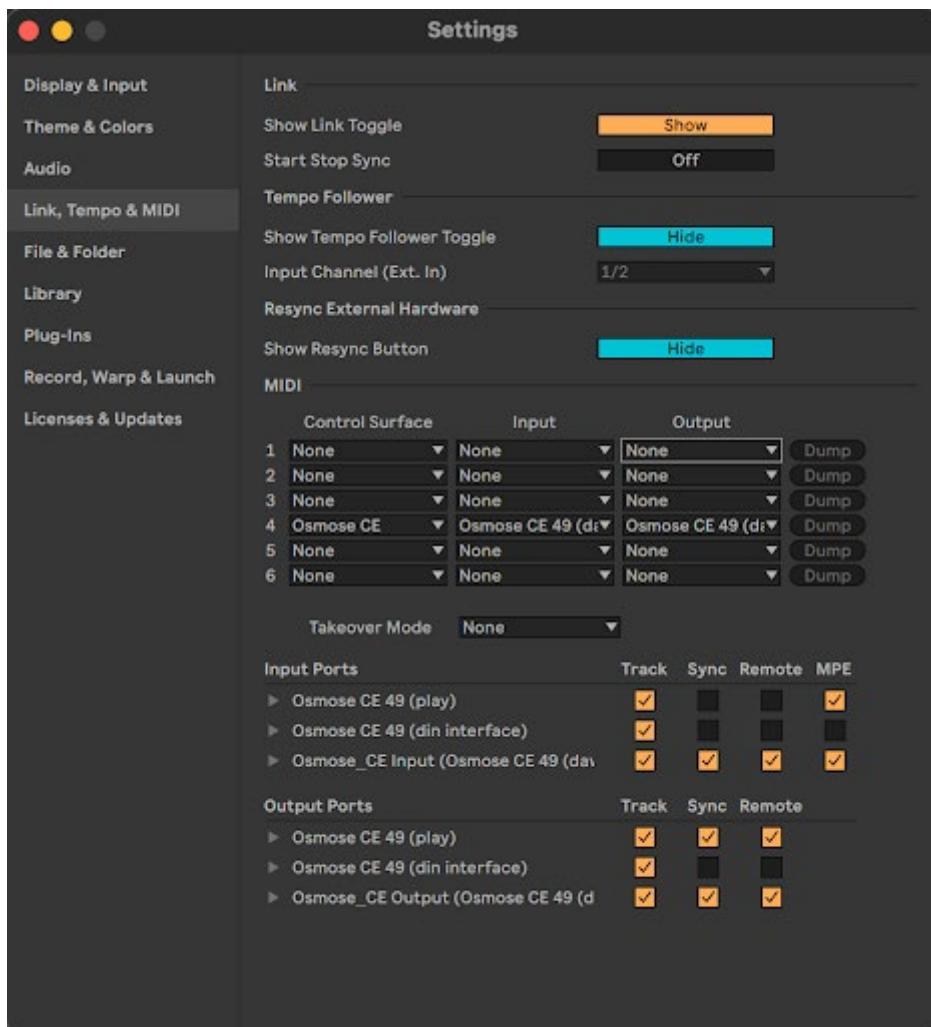 Settings
Display & Input
Theme & Colors
Audio
Link, Tempo & MIDI
File & Folder
Library
Plug-Ins
Record, Warp & Launch
Licenses & Updates
Link
Show Link Toggle Show
Start Stop Sync Off
Tempo Follower
Show Tempo Follower Toggle Hide
Input Channel (Ext. In) 1/2
Resync External Hardware
Show Resync Button Hide
MIDI
Control Surface Input Output
1 None None None Dump
2 None None None Dump
3 None None None Dump
4 Osmose CE Osmose CE 49 (da Osmose CE 49 (da Dump
5 None None None Dump
6 None None None Dump
Takeover Mode None
Input Ports Track Sync Remote MPE
Osmose CE 49 (play)
Osmose CE 49 (din interface)
Osmose_CE Input (Osmose CE 49 (dav
Output Ports Track Sync Remote
Osmose CE 49 (play)
Osmose CE 49 (din interface)
Osmose_CE Output (Osmose CE 49 (d